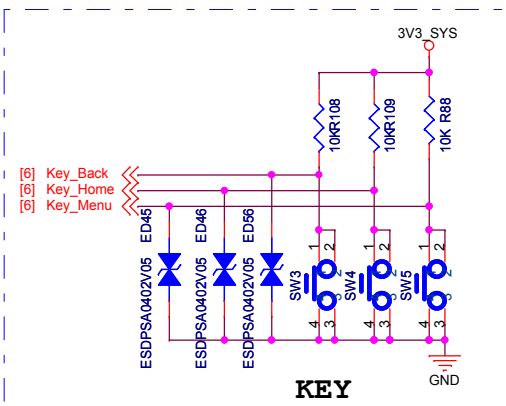 3V3_SYS
10KR108
10KR109
10K R88
[6] Key_Back
[6] Key_Home
[6] Key_Menu
ESDPSA0402V05 ED45
ESDPSA0402V05 ED46
ESDPSA0402V05 ED56
SW3
1 2
4 3
SW4
1 2
4 3
SW5
1 2
4 3
GND
KEY